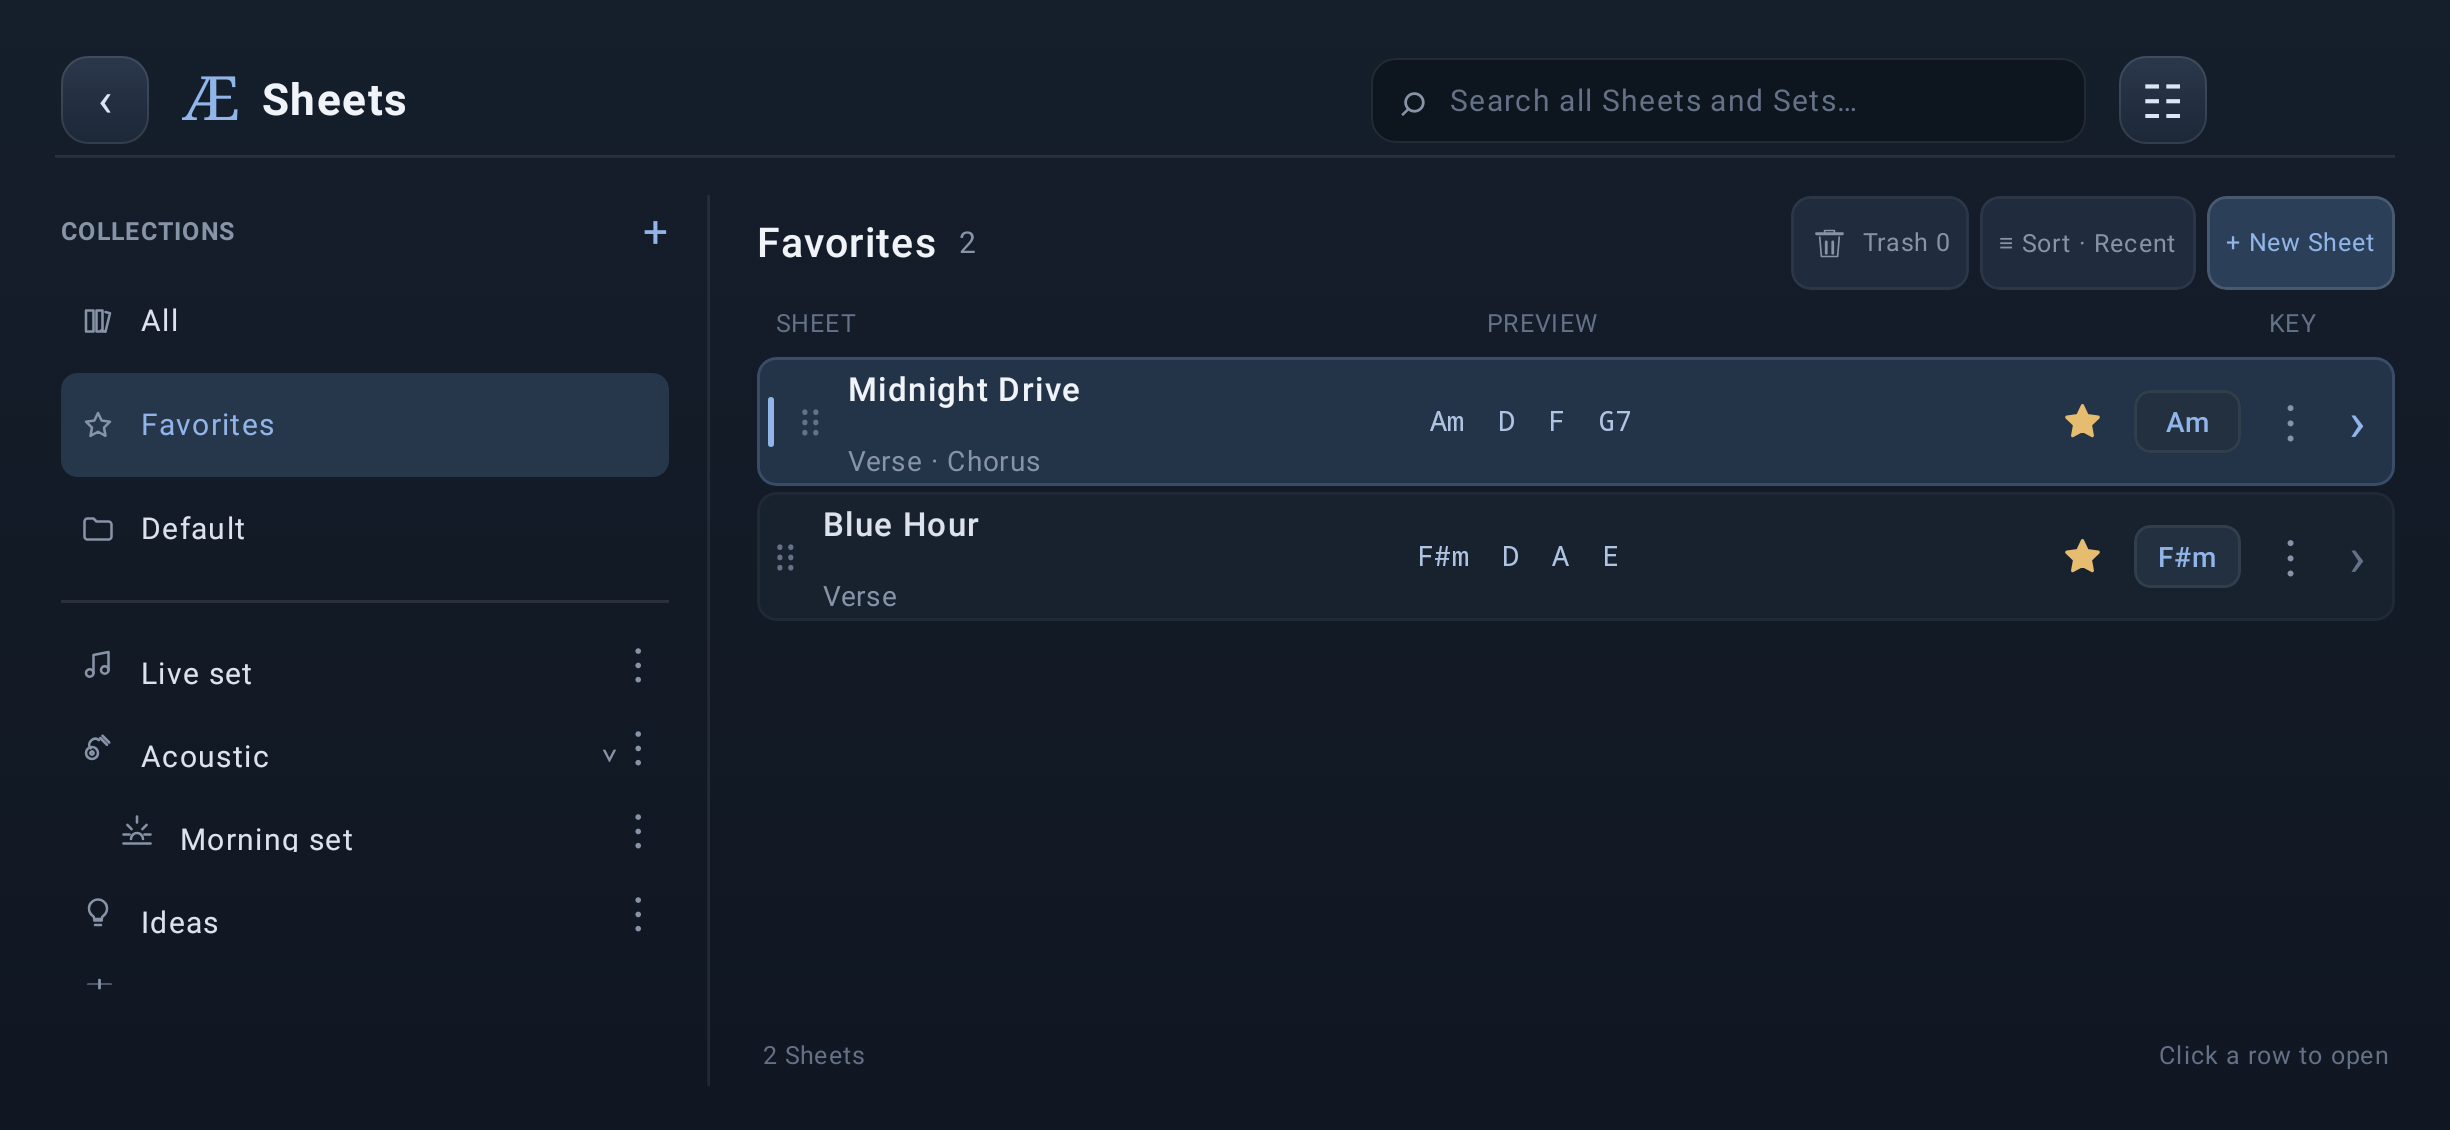 ‹ Æ Sheets
Search all Sheets and Sets…
COLLECTIONS +
All
Favorites
Default
Live set
Acoustic
Morning set
Ideas
Favorites 2
Trash 0
≡ Sort · Recent
+ New Sheet
SHEET PREVIEW KEY
Midnight Drive
Verse · Chorus
Am D F G7
Am
Blue Hour
Verse
F#m D A E
F#m
2 Sheets
Click a row to open